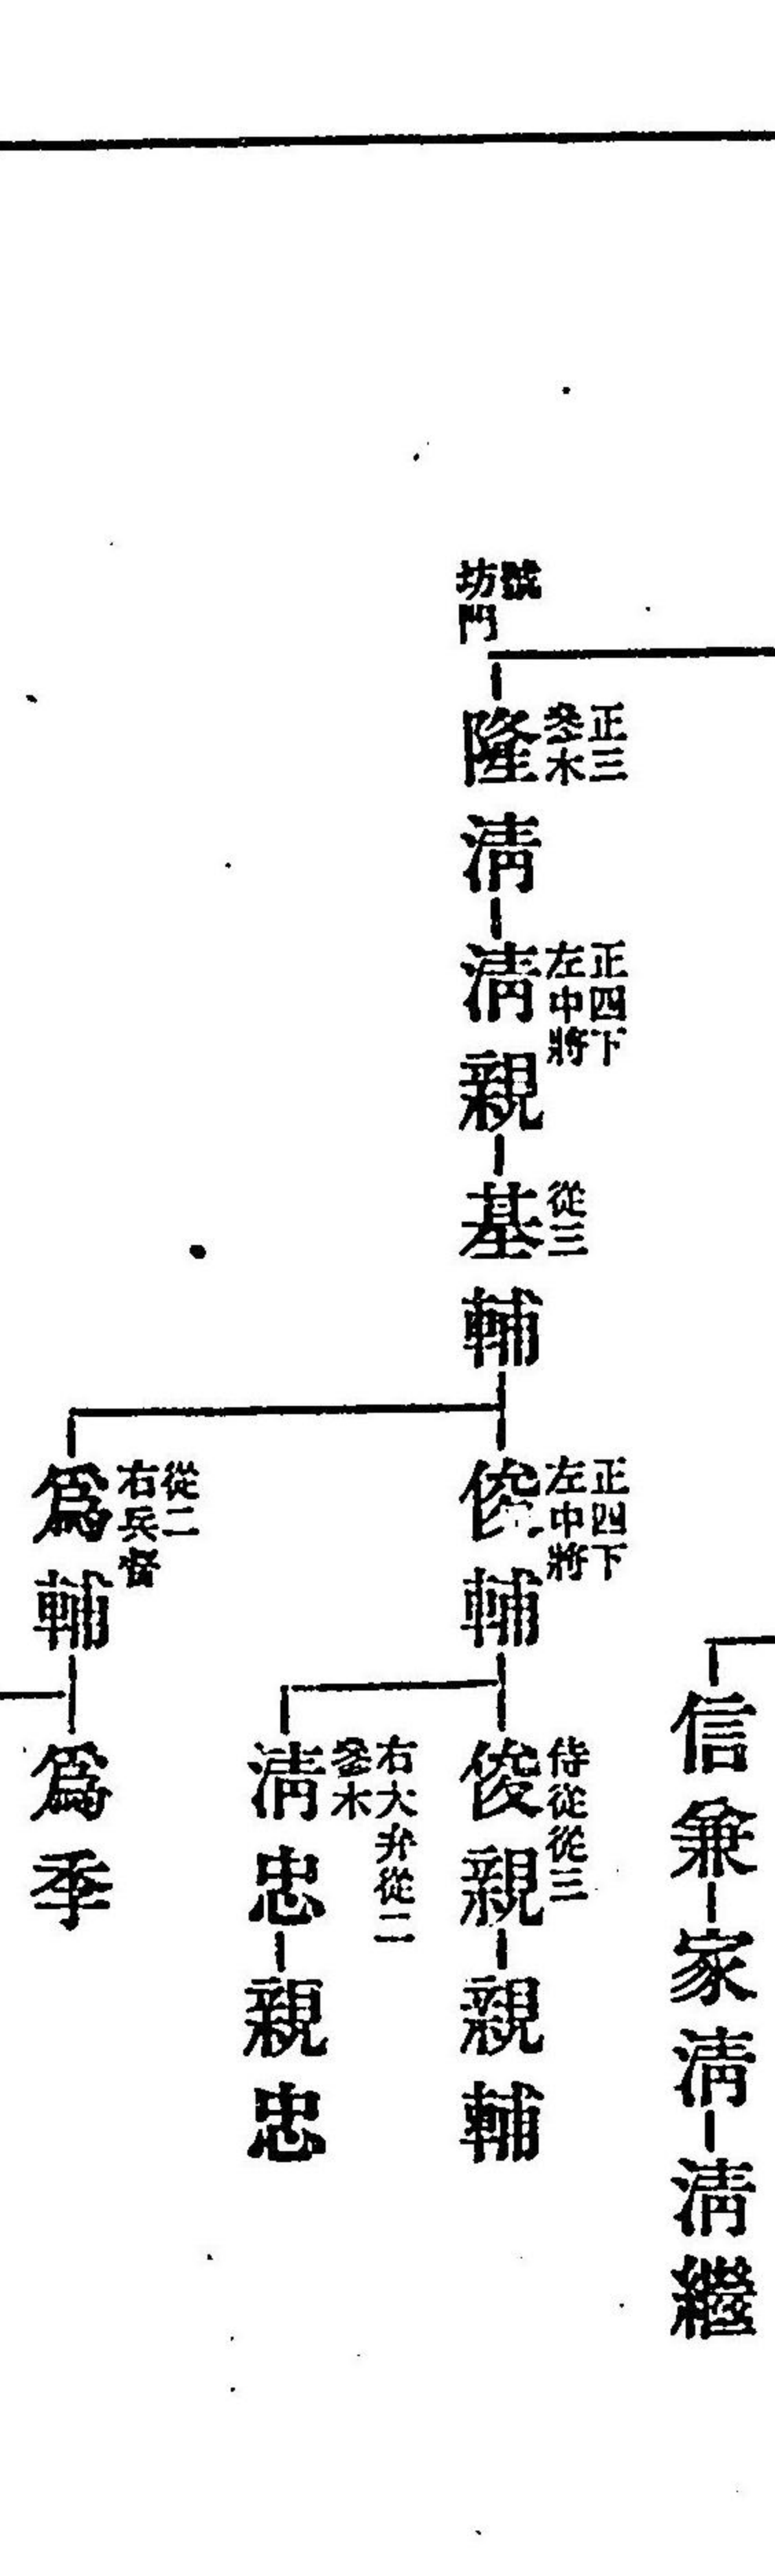 信兼
家清
清繼
號
坊門
正三
參木
隆清
正四下
左中將
清親
從三
基輔
正四下
左中將
俊輔
侍從從三
俊親
親輔
右大弁從二
參木
清忠
親忠
從二
右兵督
爲輔
爲季